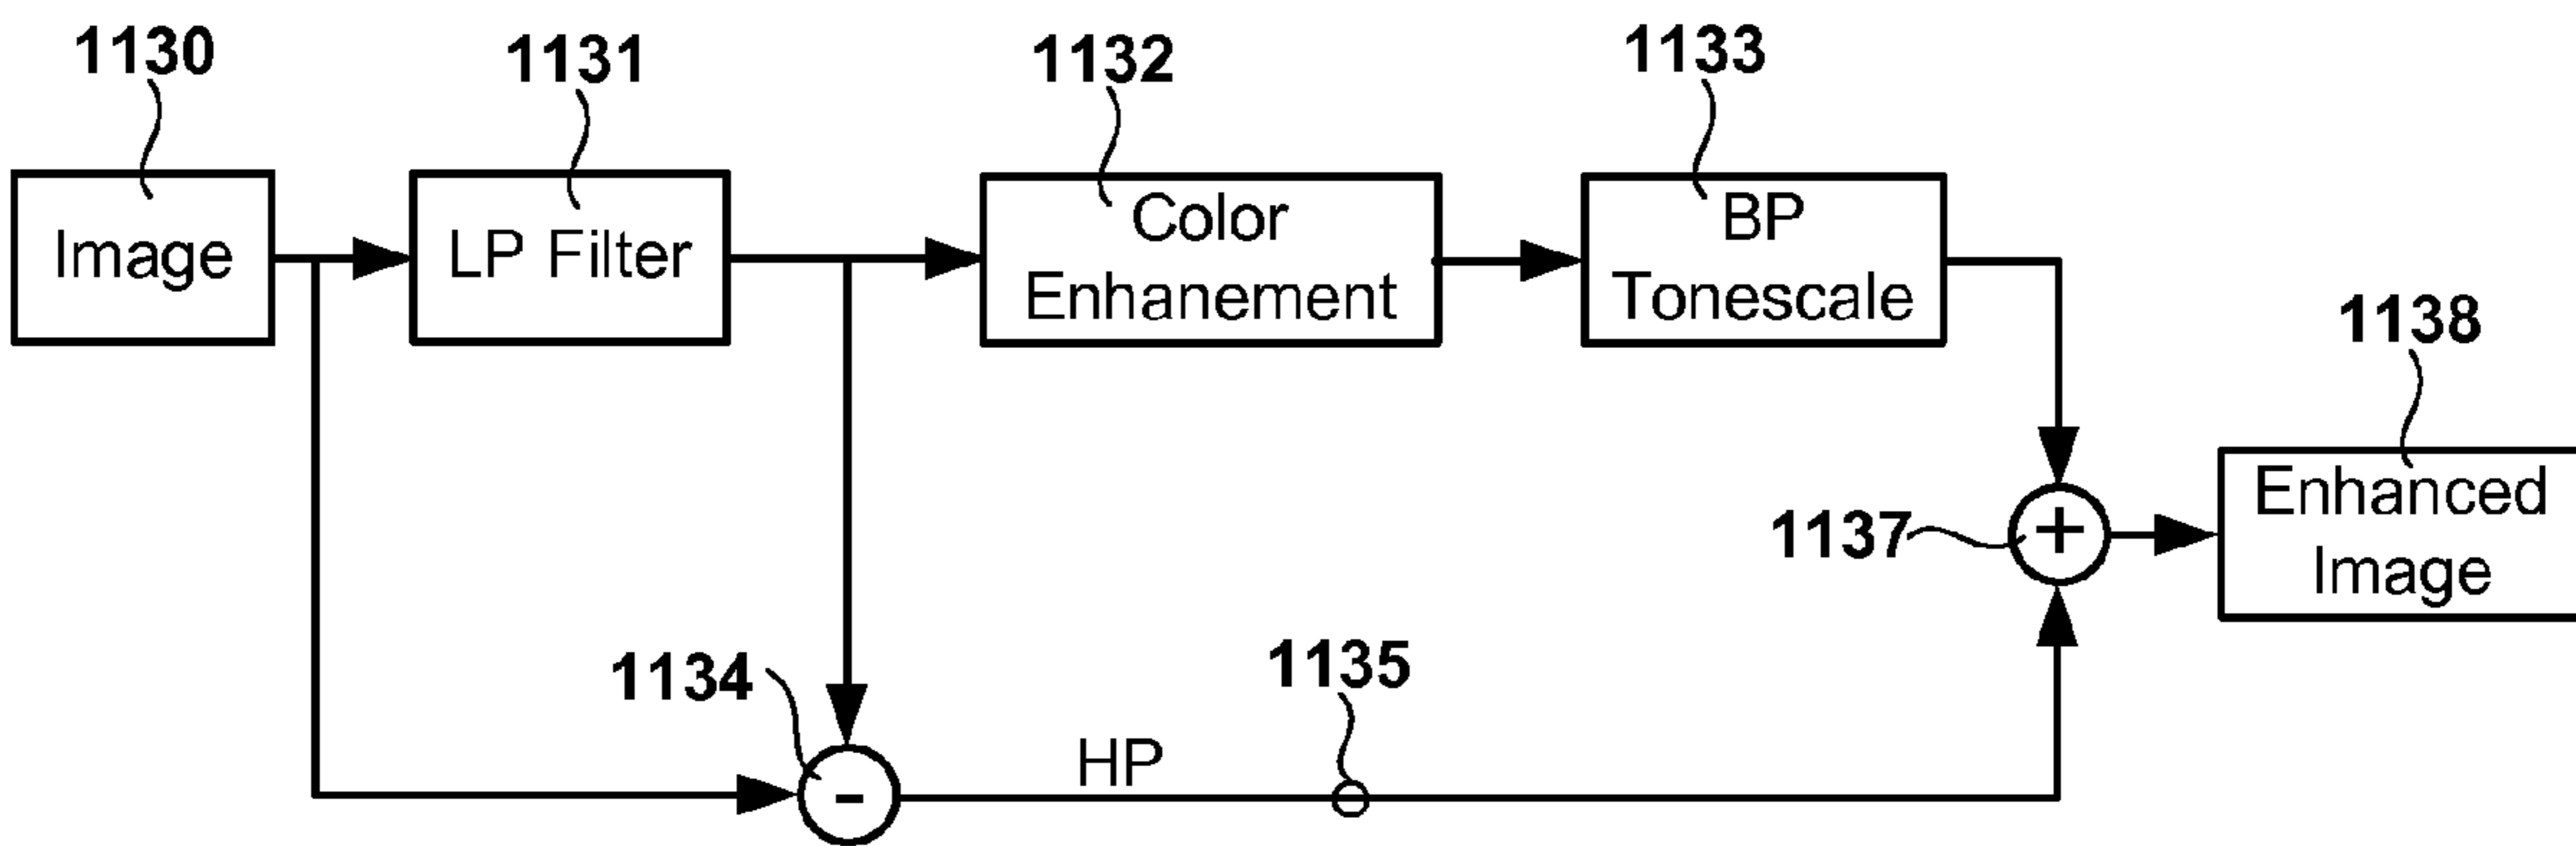 1130
1131
1132
1133
Image
LP Filter
Color
Enhanement
BP
Tonescale
1138
Enhanced
Image
1137
+
1134
-
HP
1135